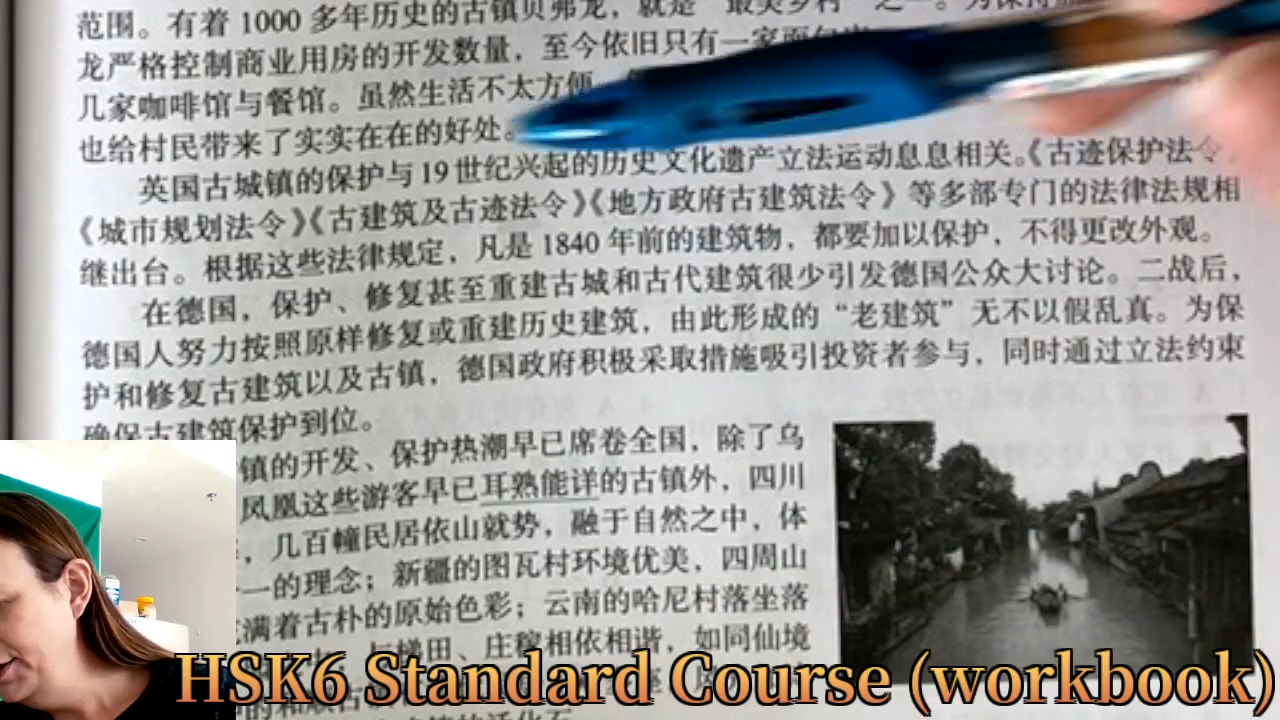 范围。有着 1000 多年历史的古镇贝弗龙，就是“最美乡村”之一。为保持
龙严格控制商业用房的开发数量，至今依旧只有一家面包
几家咖啡馆与餐馆。虽然生活不太方便，
也给村民带来了实实在在的好处。
英国古城镇的保护与 19 世纪兴起的历史文化遗产立法运动息息相关。《古迹保护法令》
《城市规划法令》《古建筑及古迹法令》《地方政府古建筑法令》等多部专门的法律法规相
继出台。根据这些法律规定，凡是 1840 年前的建筑物，都要加以保护，不得更改外观。
在德国，保护、修复甚至重建古城和古代建筑很少引发德国公众大讨论。二战后，
德国人努力按照原样修复或重建历史建筑，由此形成的“老建筑”无不以假乱真。为保
护和修复古建筑以及古镇，德国政府积极采取措施吸引投资者参与，同时通过立法约束
确保古建筑保护到位。
镇的开发、保护热潮早已席卷全国，除了乌
凤凰这些游客早已耳熟能详的古镇外，四川
，几百幢民居依山就势，融于自然之中，体
一的理念；新疆的图瓦村环境优美，四周山
满着古朴的原始色彩；云南的哈尼村落坐落
与梯田、庄稼相依相谐，如同仙境
HSK6 Standard Course (workbook)